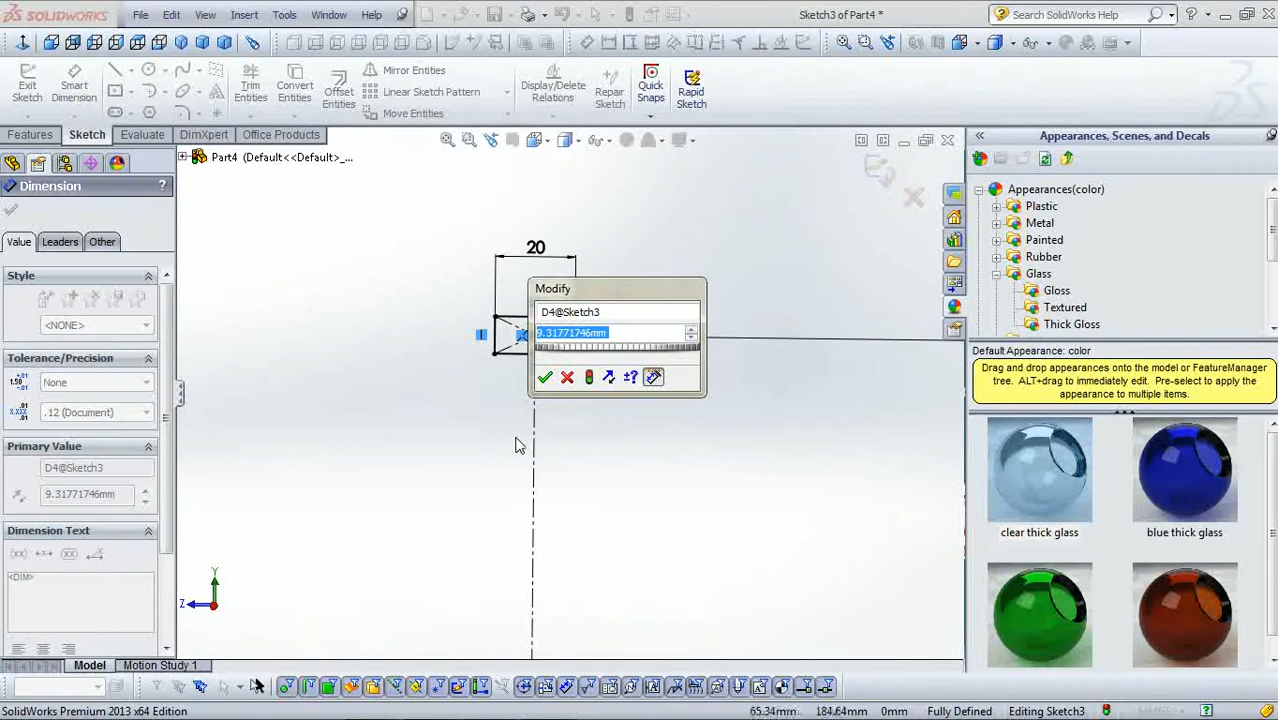 SOLIDWORKS
File
Edit
View
Insert
Tools
Window
Help
Sketch3 of Part4 *
Search SolidWorks Help
Exit Sketch
Smart Dimension
Trim Entities
Convert Entities
Offset Entities
Mirror Entities
Linear Sketch Pattern
Move Entities
Display/Delete Relations
Repair Sketch
Quick Snaps
Rapid Sketch
Features
Sketch
Evaluate
DimXpert
Office Products
Part4 (Default<<Default>_...
Dimension
?
Value
Leaders
Other
Style
<NONE>
Tolerance/Precision
None
.12 (Document)
Primary Value
D4@Sketch3
9.31771746mm
Dimension Text
<DIM>
20
Modify
D4@Sketch3
9.31771746mm
Y
Z
Appearances, Scenes, and Decals
Appearances(color)
Plastic
Metal
Painted
Rubber
Glass
Gloss
Textured
Thick Gloss
Default Appearance: color
Drag and drop appearances onto the model or FeatureManager
tree. ALT+drag to immediately edit. Pre-select to apply the
appearance to multiple items.
clear thick glass
blue thick glass
Model
Motion Study 1
SolidWorks Premium 2013 x64 Edition
65.34mm
184.64mm
0mm
Fully Defined
Editing Sketch3